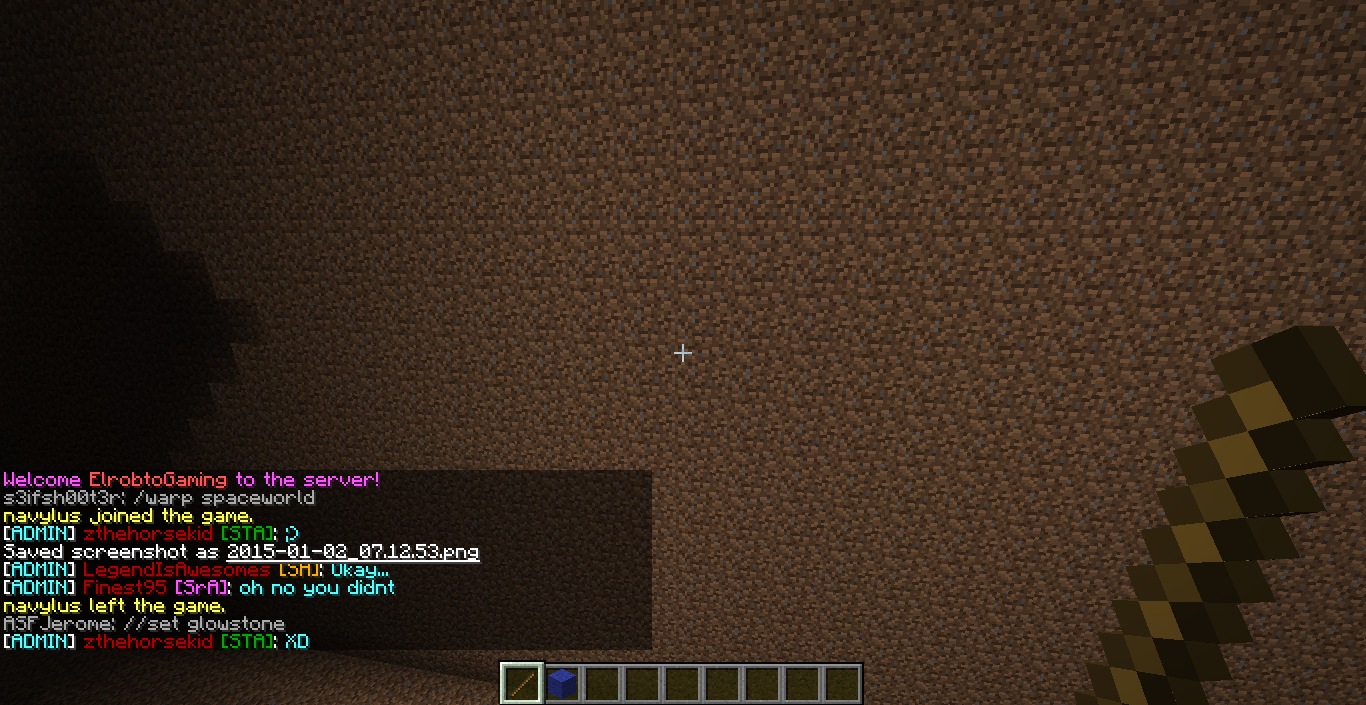 Welcome ElrobtoGaming to the server!
s3ifsh00t3r: /warp spaceworld
navylus joined the game.
[ADMIN] zthehorsekid [STA]: ;)
Saved screenshot as 2015-01-02_07.12.53.png
[ADMIN] LegendIsAwesomes [SA]: Okay...
[ADMIN] Finest95 [SrA]: oh no you didnt
navylus left the game.
ASFJerome: //set glowstone
[ADMIN] zthehorsekid [STA]: XD